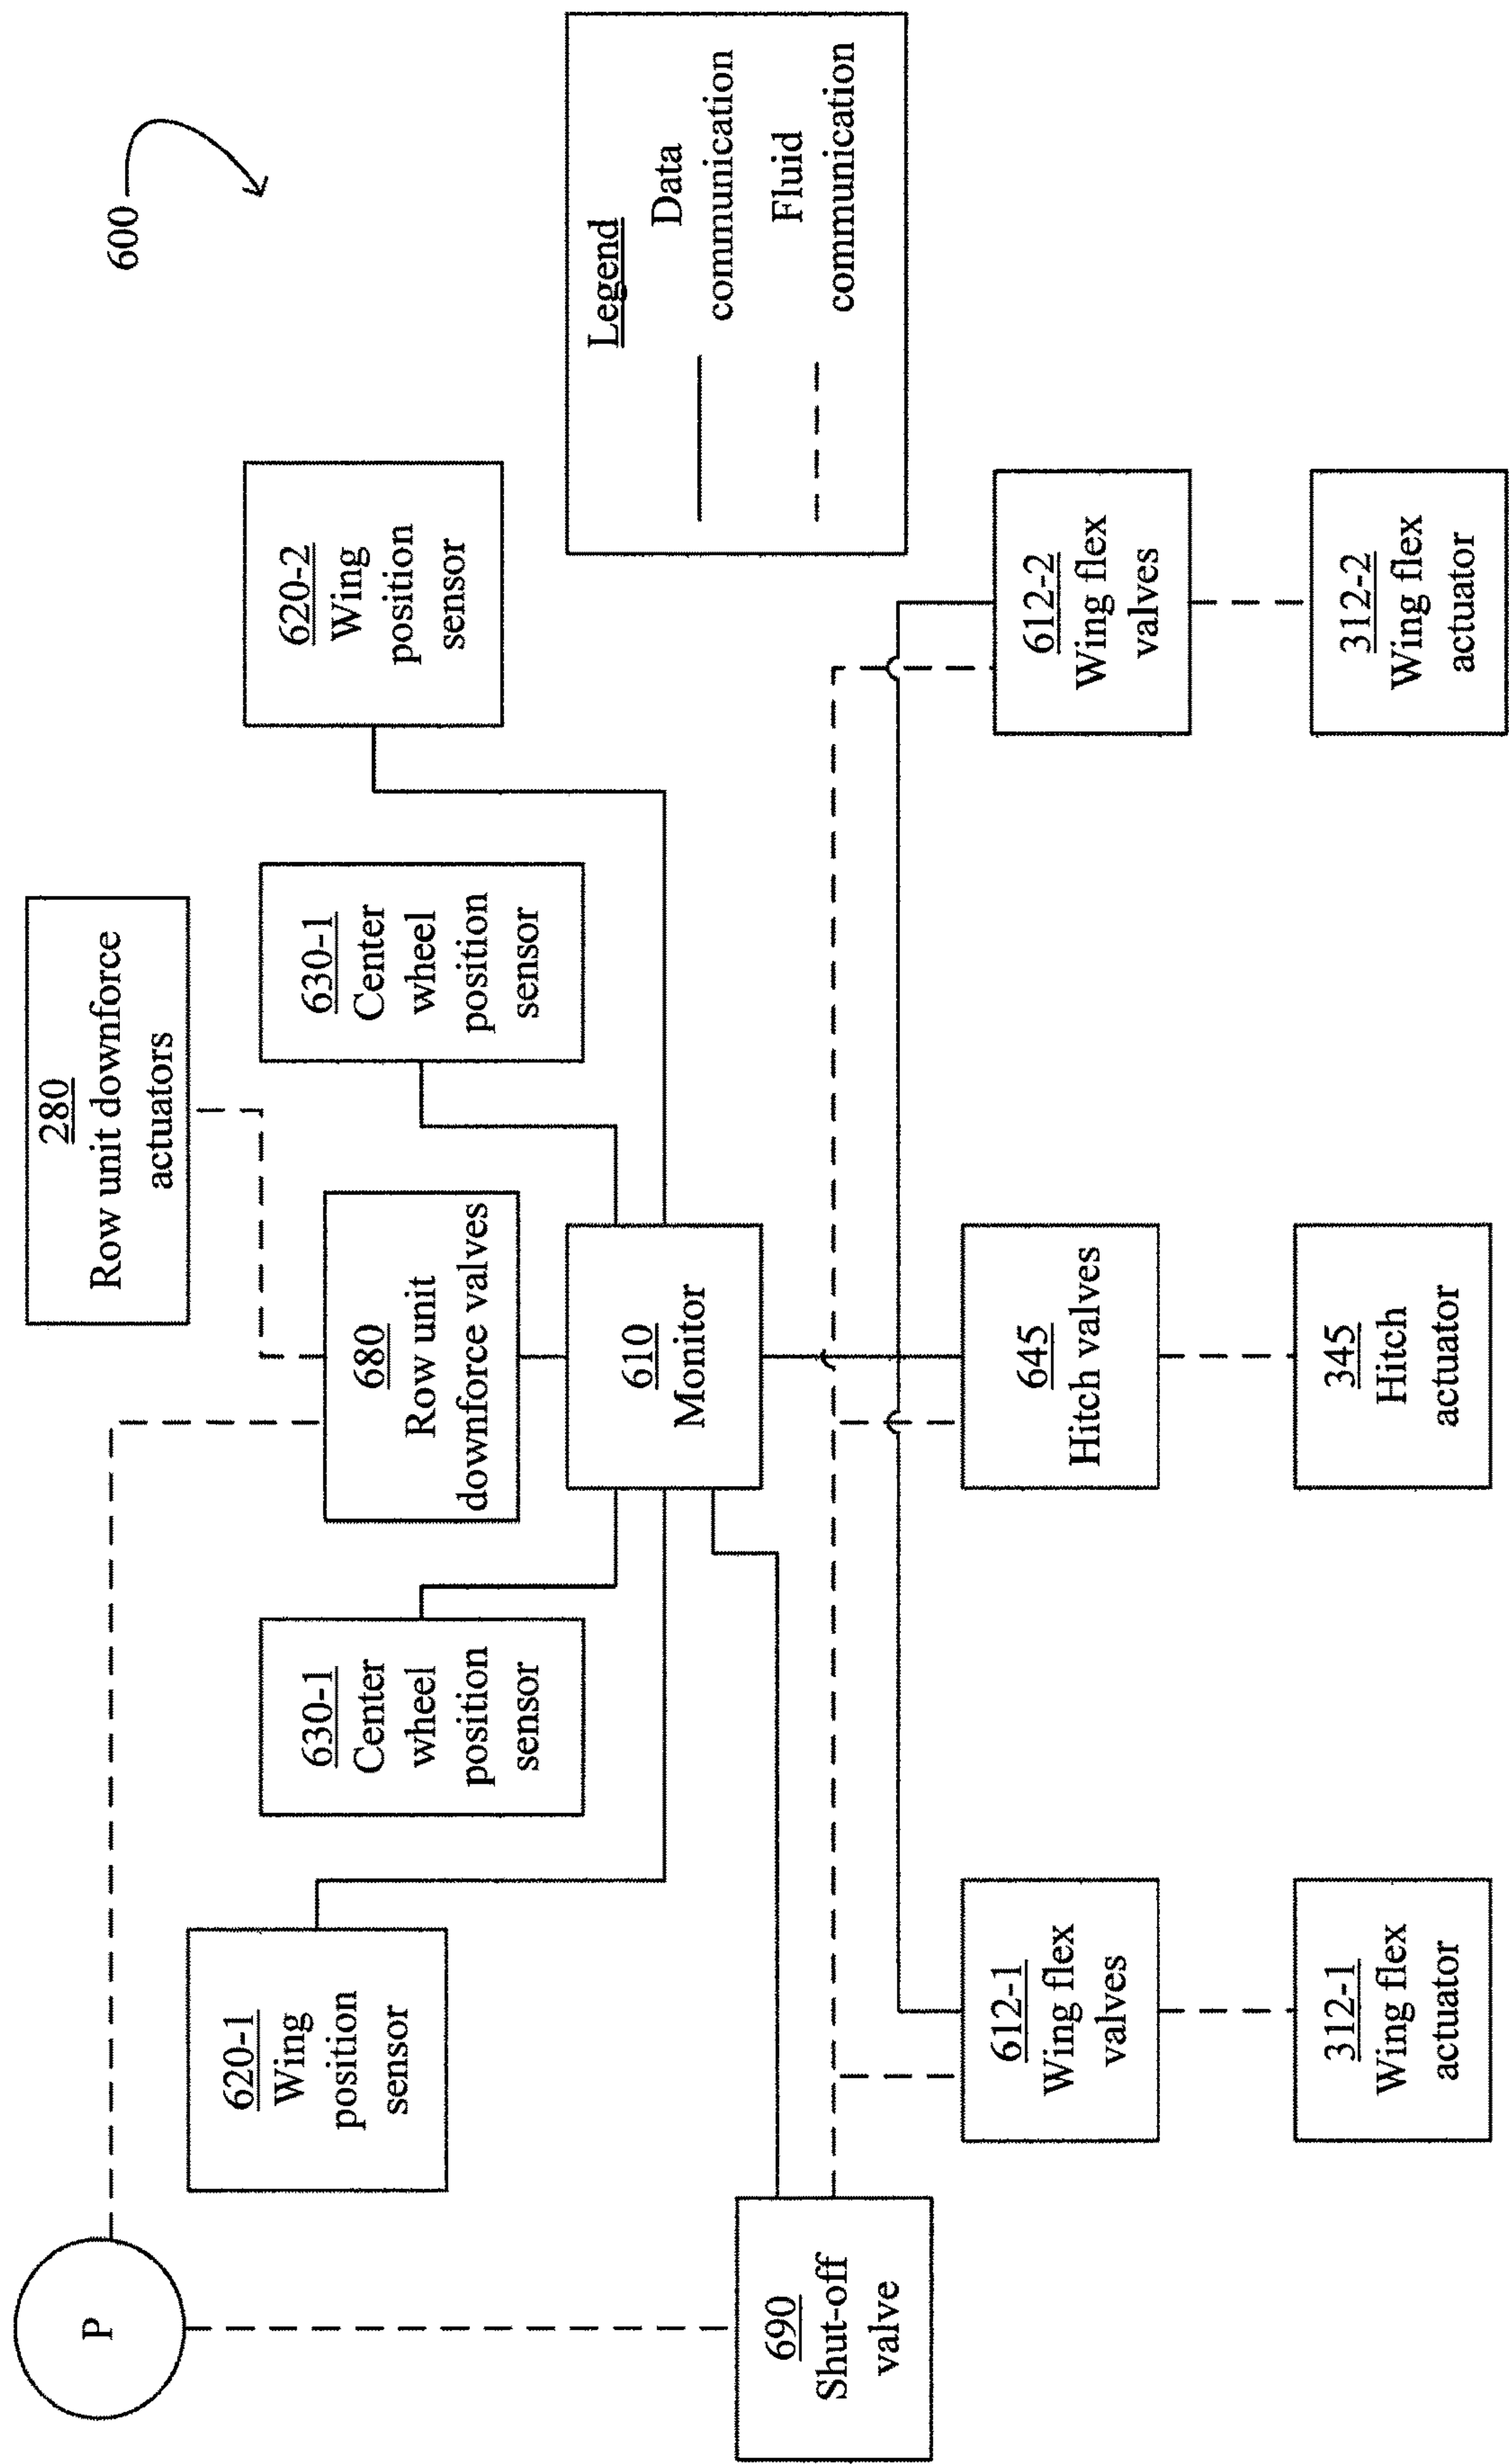 600
280
Row unit downforce
actuators
P
620-1
Wing
position
sensor
630-1
Center
wheel
position
sensor
680
Row unit
downforce valves
630-1
Center
wheel
position
sensor
620-2
Wing
position
sensor
610
Monitor
Legend
Data
communication
Fluid
communication
690
Shut-off
valve
612-1
Wing flex
valves
645
Hitch valves
612-2
Wing flex
valves
312-1
Wing flex
actuator
345
Hitch
actuator
312-2
Wing flex
actuator